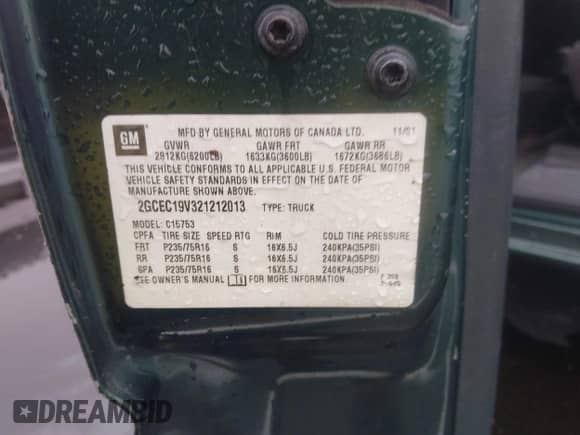 GM
MFD BY GENERAL MOTORS OF CANADA LTD. 11/01
GVWR GAWR FRT GAWR RR
2812KG(6200LB) 1633KG(3600LB) 1672KG(3686LB)
THIS VEHICLE CONFORMS TO ALL APPLICABLE U.S. FEDERAL MOTOR
VEHICLE SAFETY STANDARDS IN EFFECT ON THE DATE OF
MANUFACTURE SHOWN ABOVE.
2GCEC19V321212013 TYPE: TRUCK
MODEL: C15753
TIRE SIZE SPEED RTG RIM COLD TIRE PRESSURE
FRT P235/75R16 S 16X6.5J 240KPA(35PSI)
RR P235/75R16 S 16X6.5J 240KPA(35PSI)
SPA P235/75R16 S 16X6.5J 240KPA(35PSI)
SEE OWNER'S MANUAL FOR MORE INFORMATION.
DREAMBID